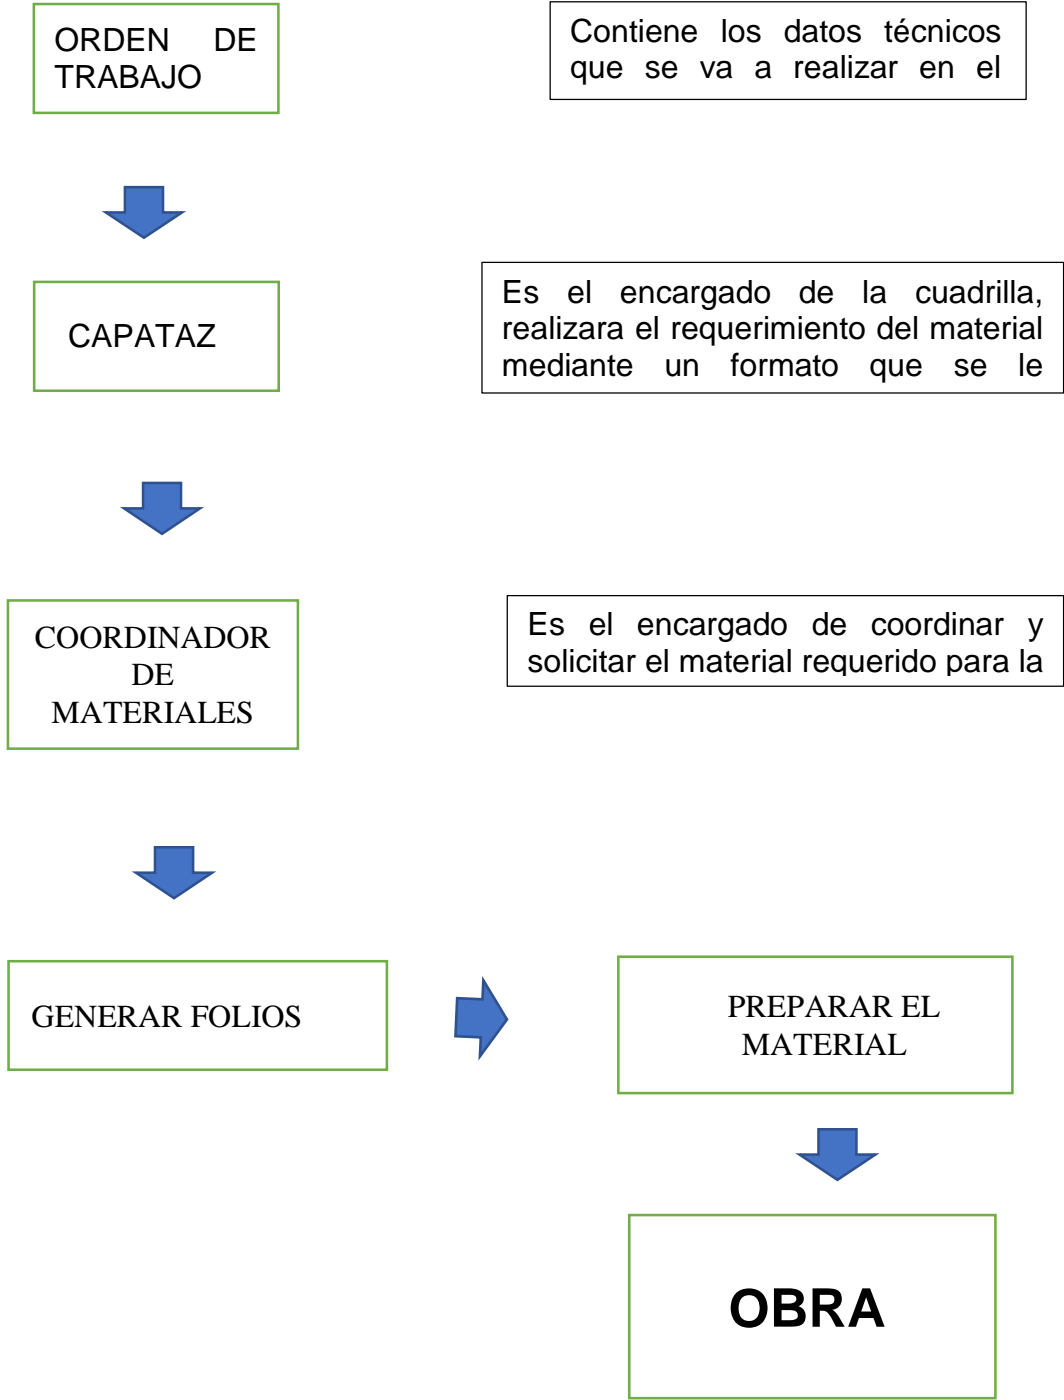 ORDEN DE
TRABAJO
Contiene los datos técnicos
que se va a realizar en el
CAPATAZ
Es el encargado de la cuadrilla,
realizara el requerimiento del material
mediante un formato que se le
COORDINADOR
DE
MATERIALES
Es el encargado de coordinar y
solicitar el material requerido para la
GENERAR FOLIOS
PREPARAR EL
MATERIAL
OBRA